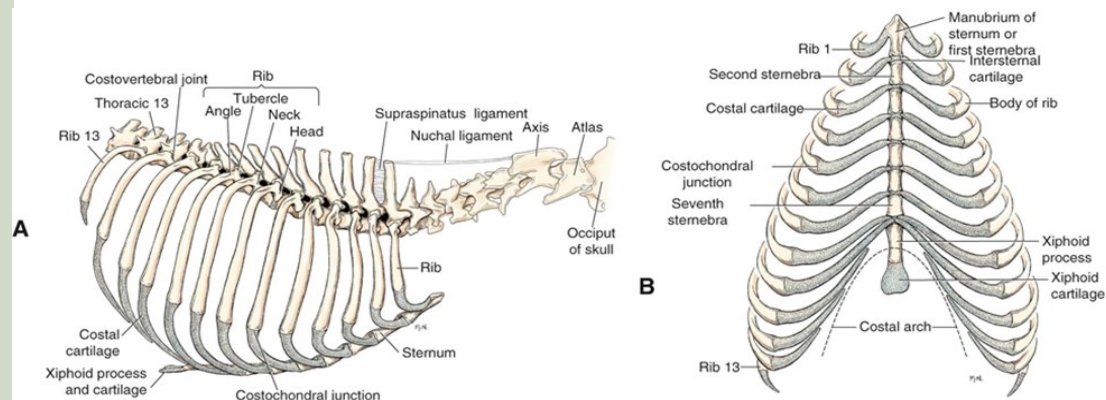 Costovertebral joint
Rib
Thoracic 13
Tubercle
Angle
Neck
Head
Rib 13
Supraspinatus ligament
Nuchal ligament
Axis
Atlas
A
Occiput
of skull
Rib
Costal
cartilage
Sternum
Xiphoid process
and cartilage
Costochondral junction
Manubrium of
sternum or
first sternebra
Rib 1
Intersternal
cartilage
Second sternebra
Costal cartilage
Body of rib
Costochondral
junction
Seventh
sternebra
Xiphoid
process
B
Xiphoid
cartilage
Costal arch
Rib 13